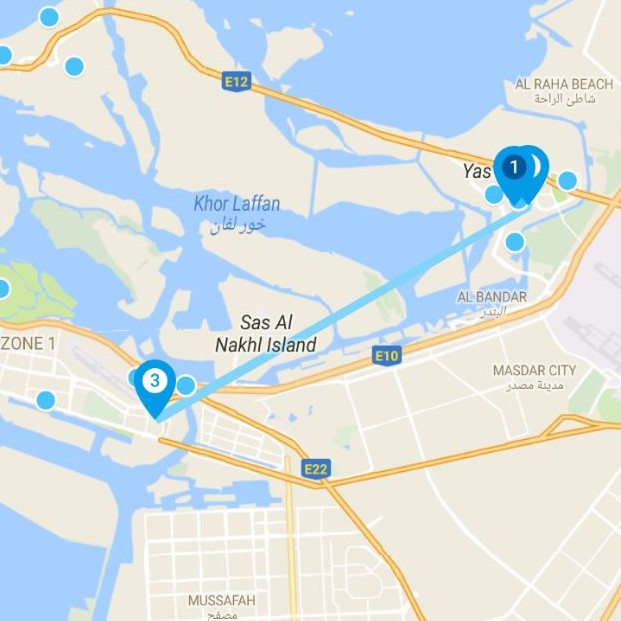 E12
AL RAHA BEACH
شاطئ الراحة
Yas
1
Khor Laffan
خور لفان
AL BANDAR
البندر
Sas Al
Nakhl Island
ZONE 1
E10
MASDAR CITY
مدينة مصدر
3
E22
MUSSAFAH
مصفح